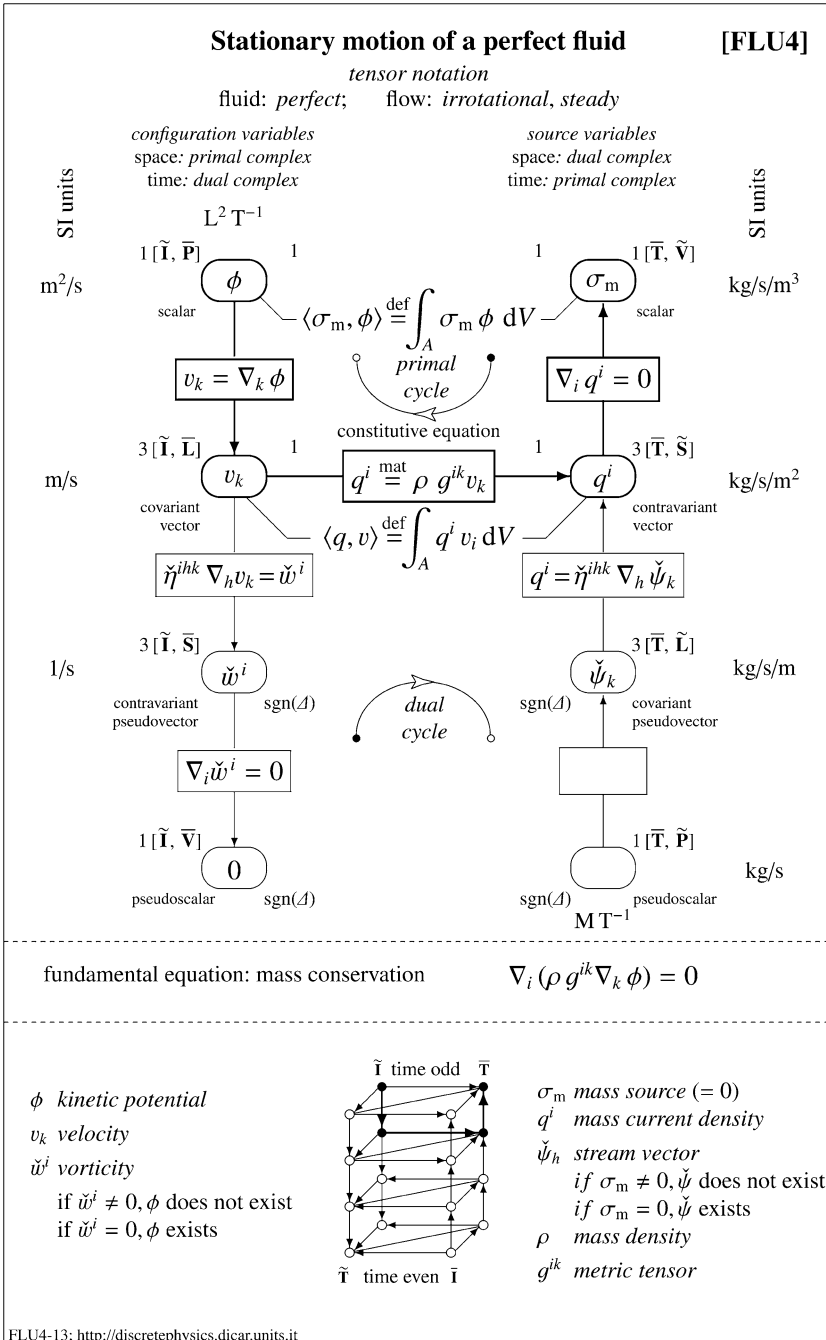 Stationary motion of a perfect fluid [FLU4]
tensor notation
fluid: perfect; flow: irrotational, steady
configuration variables
space: primal complex
time: dual complex
source variables
space: dual complex
time: primal complex
SI units
SI units
L² T⁻¹
1 [Ĩ, P̅] 1
1 1 [T̅, Ṽ]
m²/s ϕ
σₘ kg/s/m³
scalar
scalar
⟨σₘ, ϕ⟩ def= ∫_A σₘ ϕ dV
vₖ = ∇ₖ ϕ
primal
cycle
∇ᵢ qⁱ = 0
constitutive equation
3 [Ĩ, L̅] 1
1 3 [T̅, S̃]
m/s vₖ
qⁱ mat= ρ gⁱᵏvₖ
qⁱ kg/s/m²
covariant
vector
contravariant
vector
⟨q, v⟩ def= ∫_A qⁱ vᵢ dV
η̌ⁱʰᵏ ∇ₕvₖ = w̌ⁱ
qⁱ = η̌ⁱʰᵏ ∇ₕ ψ̌ₖ
3 [Ĩ, S̅]
3 [T̅, L̃]
1/s w̌ⁱ
ψ̌ₖ kg/s/m
contravariant
pseudovector
sgn(Δ)
sgn(Δ)
covariant
pseudovector
dual
cycle
∇ᵢw̌ⁱ = 0
1 [Ĩ, V̅]
1 [T̅, P̃]
0
kg/s
pseudoscalar sgn(Δ)
sgn(Δ) pseudoscalar
M T⁻¹
fundamental equation: mass conservation ∇ᵢ (ρ gⁱᵏ∇ₖ ϕ) = 0
Ĩ time odd T̅
ϕ kinetic potential
vₖ velocity
w̌ⁱ vorticity
if w̌ⁱ ≠ 0, ϕ does not exist
if w̌ⁱ = 0, ϕ exists
T̃ time even I̅
σₘ mass source (= 0)
qⁱ mass current density
ψ̌ₕ stream vector
if σₘ ≠ 0, ψ̌ does not exist
if σₘ = 0, ψ̌ exists
ρ mass density
gⁱᵏ metric tensor
FLU4-13: http://discretephysics.dicar.units.it